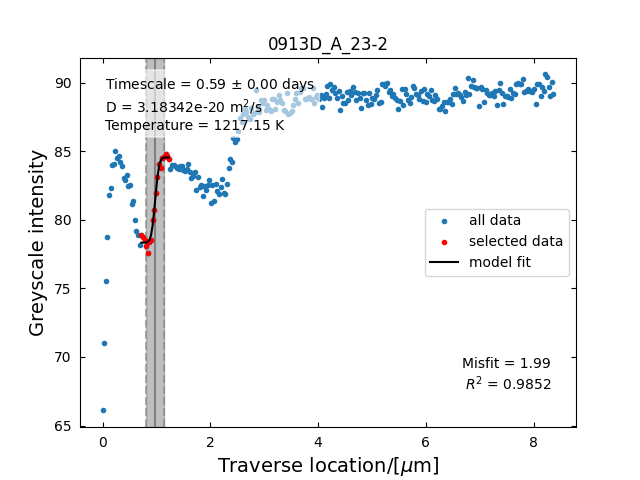 0913D_A_23-2
Timescale = 0.59 ± 0.00 days
D = 3.18342e-20 m²/s
Temperature = 1217.15 K
Greyscale intensity
90
85
80
75
70
65
all data
selected data
model fit
Misfit = 1.99
R² = 0.9852
0 2 4 6 8
Traverse location/[μm]